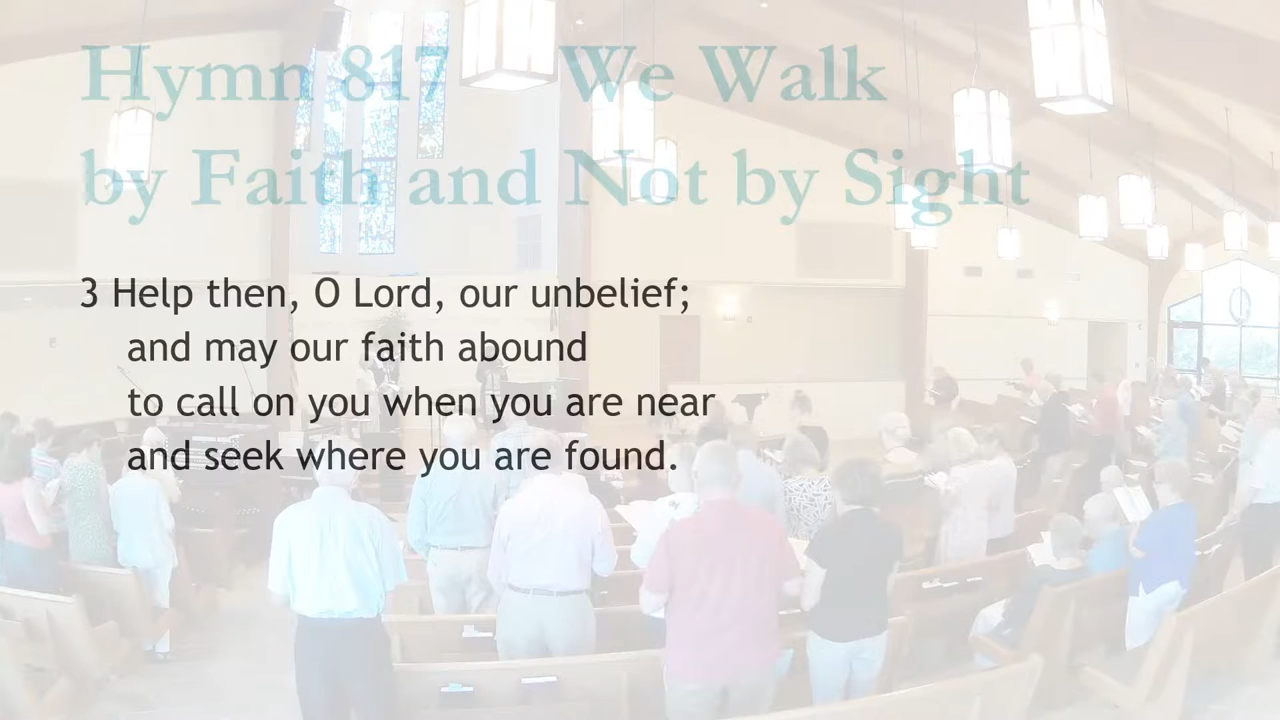 Hymn 817 We Walk
by Faith and Not by Sight
3 Help then, O Lord, our unbelief;
and may our faith abound
to call on you when you are near
and seek where you are found.